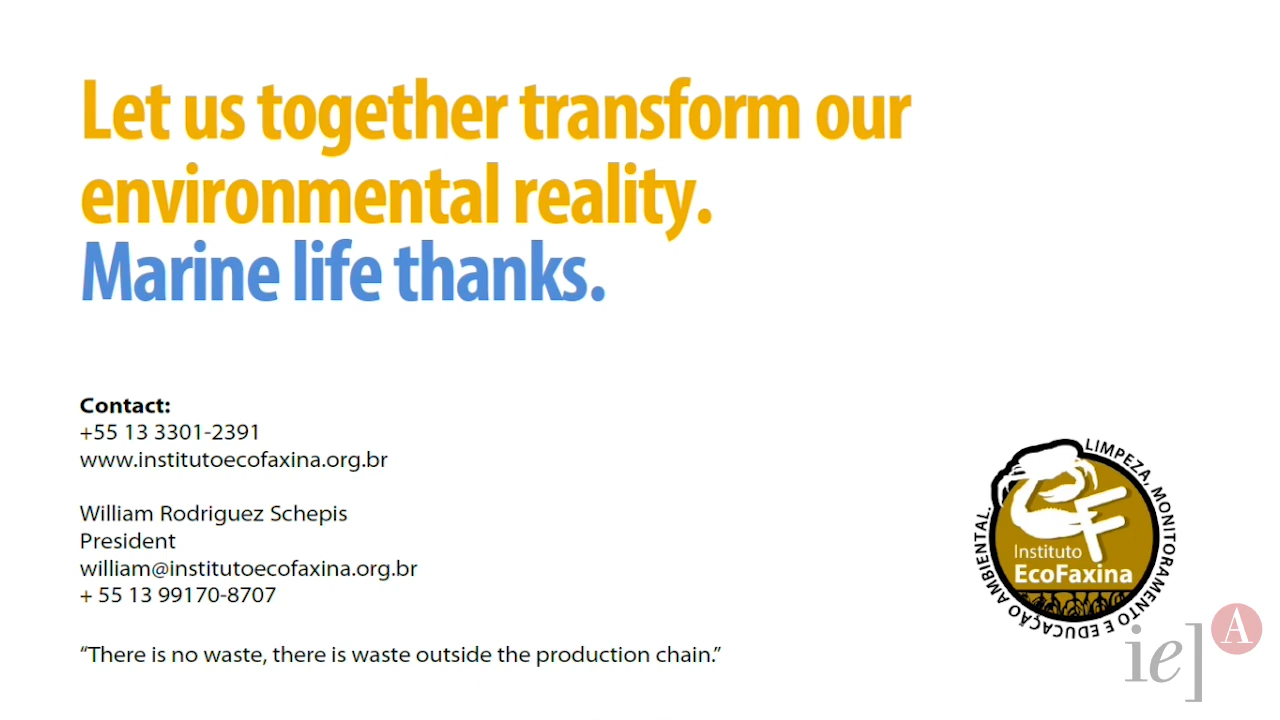 Let us together transform our
environmental reality.
Marine life thanks.
Contact:
+55 13 3301-2391
www.institutoecofaxina.org.br
William Rodriguez Schepis
President
william@institutoecofaxina.org.br
+ 55 13 99170-8707
“There is no waste, there is waste outside the production chain.”
LIMPEZA, MONITORAMENTO E EDUCAÇÃO AMBIENTAL.
CF
Instituto
EcoFaxina
ie] A